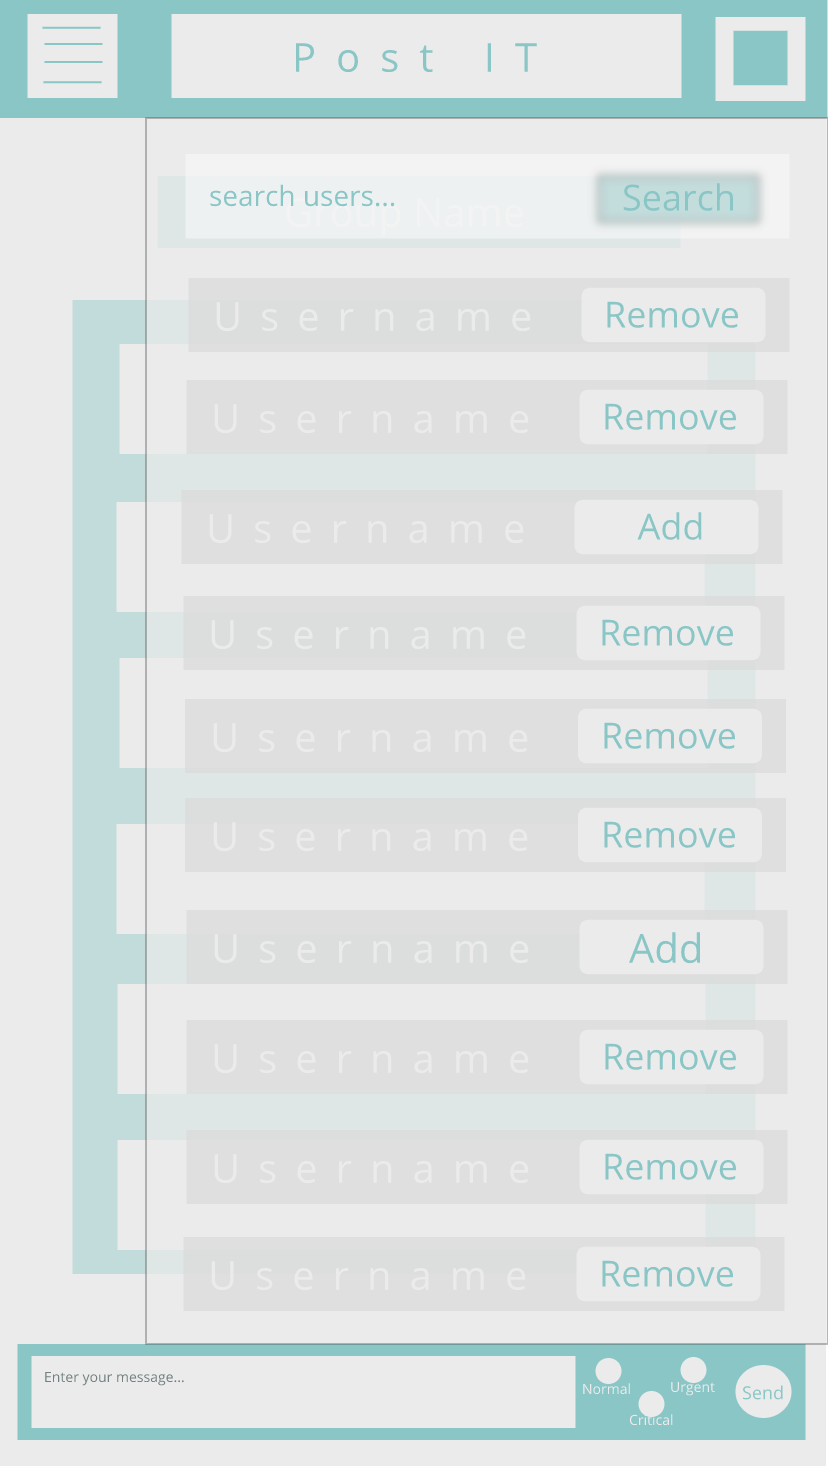 Post IT
search users... Search
Group Name
Username Remove
Username Remove
Username Add
Username Remove
Username Remove
Username Remove
Username Add
Username Remove
Username Remove
Username Remove
Enter your message...
Normal Urgent
Critical
Send